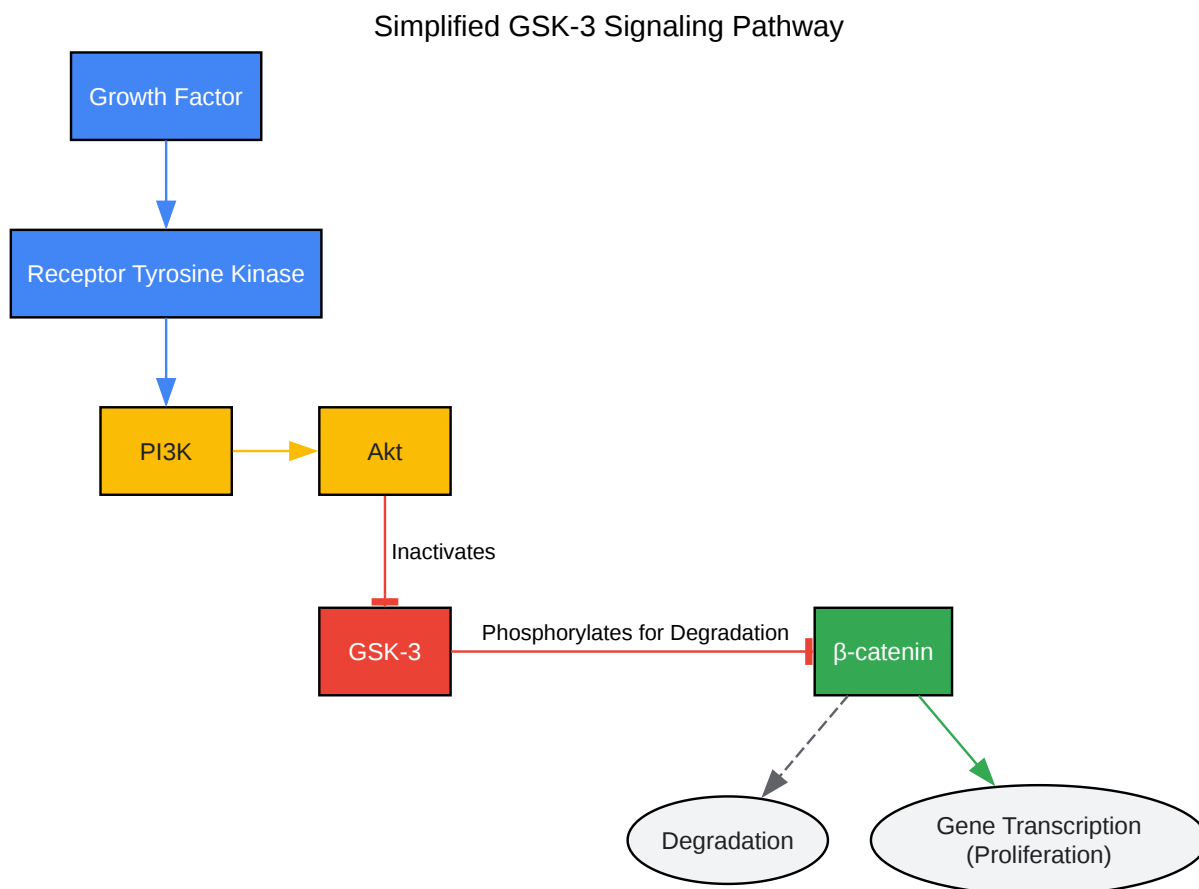 Simplified GSK-3 Signaling Pathway
Growth Factor
Receptor Tyrosine Kinase
PI3K
Akt
Inactivates
GSK-3
Phosphorylates for Degradation
β-catenin
Degradation
Gene Transcription
(Proliferation)